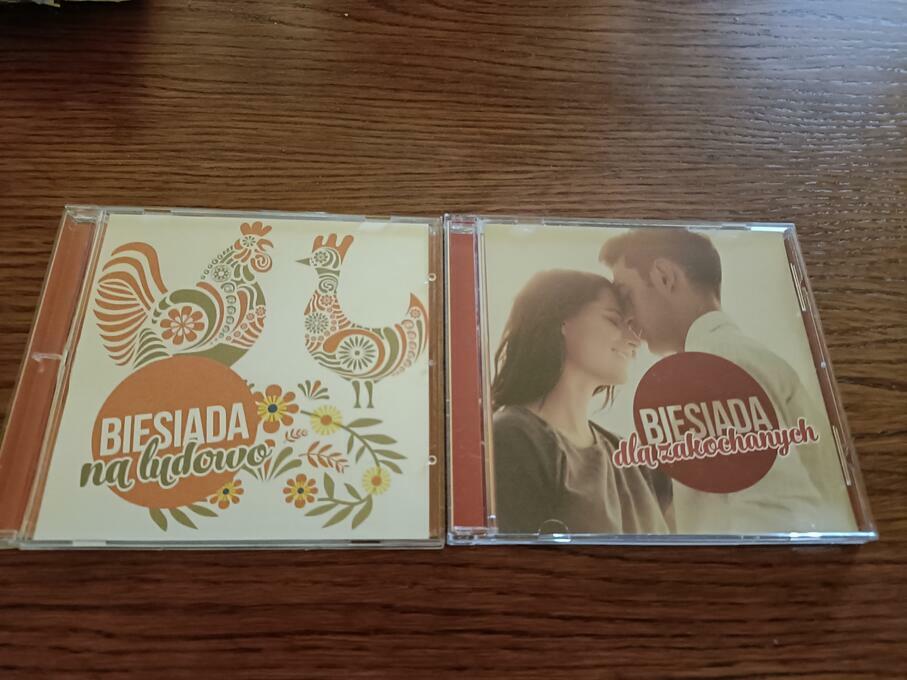 BIESIADA
na ludowo
BIESIADA
dla zakochanych